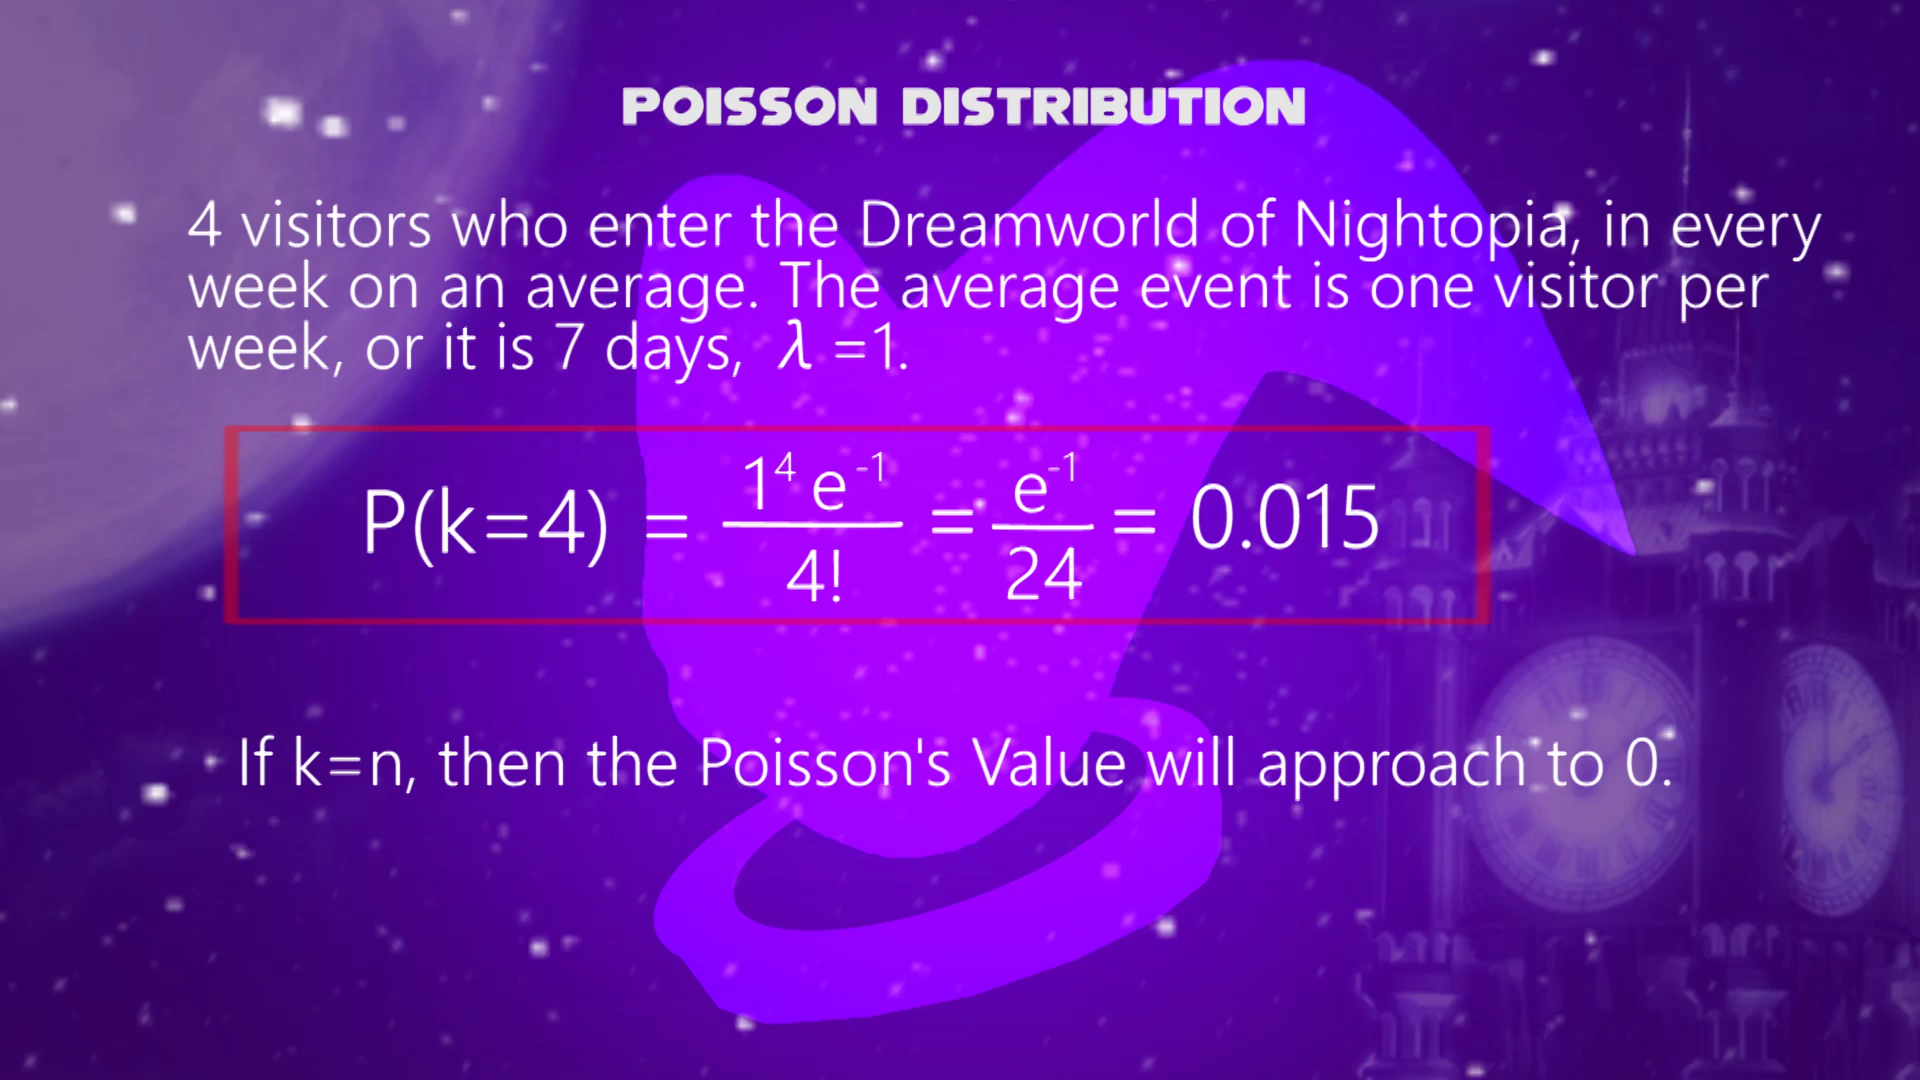 POISSON DISTRIBUTION
4 visitors who enter the Dreamworld of Nightopia, in every
week on an average. The average event is one visitor per
week, or it is 7 days, λ =1.
P(k=4) = 1⁴ e⁻¹ / 4! = e⁻¹ / 24 = 0.015
If k=n, then the Poisson's Value will approach to 0.